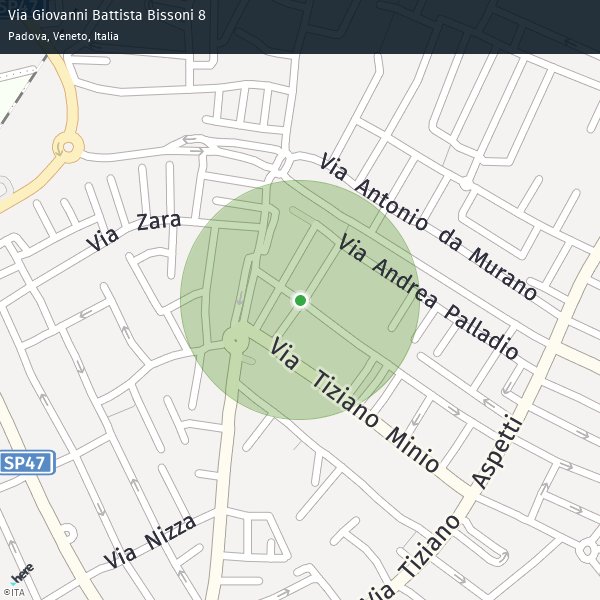 Via Giovanni Battista Bissoni 8
Padova, Veneto, Italia
SP47
Via Antonio da Murano
Via Zara
Via Andrea Palladio
Via Tiziano Minio
Via Tiziano Aspetti
SP47
Via Nizza
here
©ITA